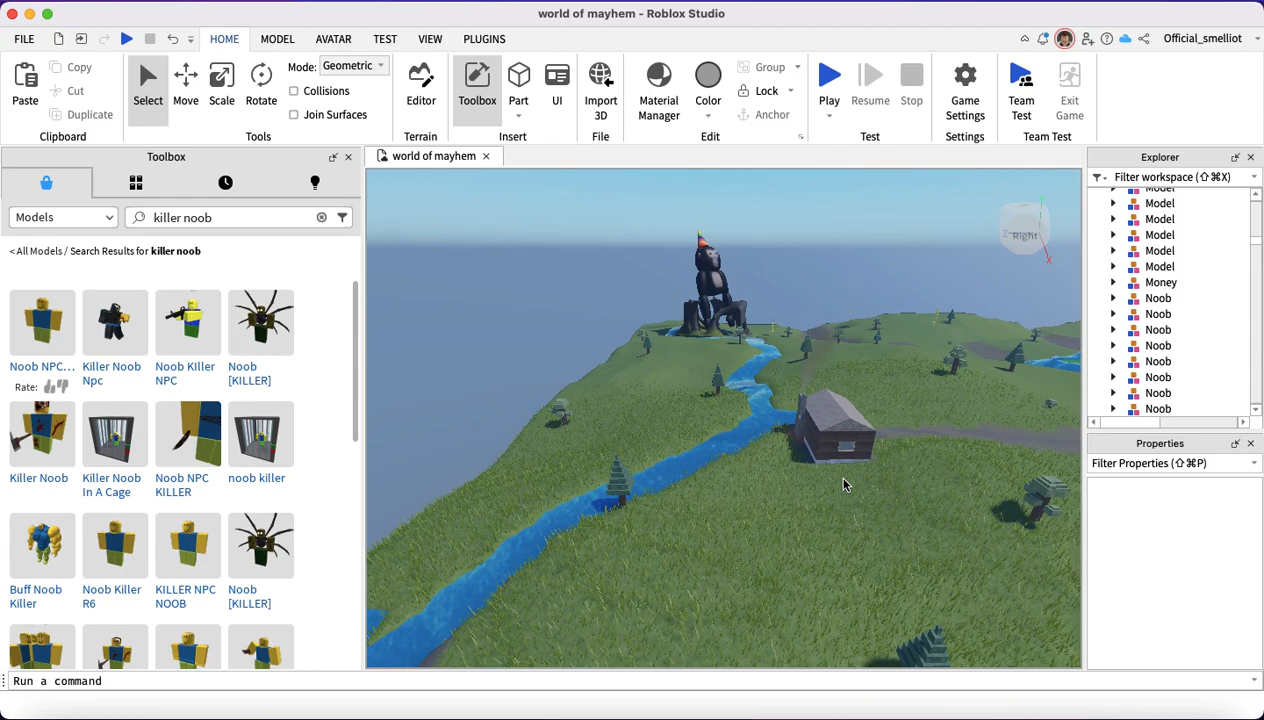 world of mayhem - Roblox Studio
FILE HOME MODEL AVATAR TEST VIEW PLUGINS Official_smelliot
Paste Copy Cut Duplicate
Clipboard
Select Move Scale Rotate
Mode: Geometric
Collisions
Join Surfaces
Tools
Editor
Terrain
Toolbox Part UI
Insert
Import 3D
File
Material Manager
Color
Group
Lock
Anchor
Edit
Play Resume Stop
Test
Game Settings
Settings
Team Test
Exit Game
Team Test
Toolbox
Models killer noob
< All Models / Search Results for killer noob
Noob NPC...
Rate:
Killer Noob Npc
Noob KIller NPC
Noob [KILLER]
Killer Noob
Killer Noob In A Cage
Noob NPC KILLER
noob killer
Buff Noob Killer
Noob Killer R6
KILLER NPC NOOB
Noob [KILLER]
world of mayhem
Right
Z
X
Explorer
Filter workspace (⇧⌘X)
Model
Model
Model
Model
Model
Model
Money
Noob
Noob
Noob
Noob
Noob
Noob
Noob
Noob
Properties
Filter Properties (⇧⌘P)
Run a command